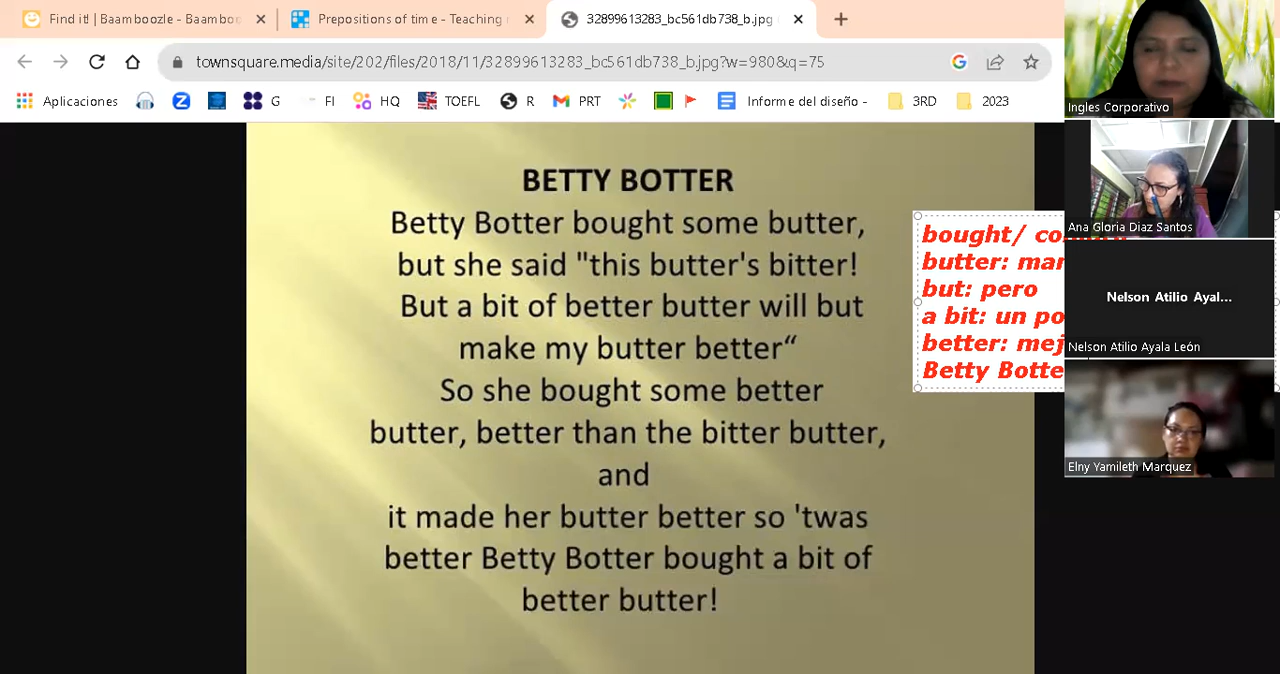 Find it! | Baamboozle - Baamboo
Prepositions of time - Teaching
32899613283_bc561db738_b.jpg
townsquare.media/site/202/files/2018/11/32899613283_bc561db738_b.jpg?w=980&q=75
Aplicaciones G FI HQ TOEFL R PRT Informe del diseño - 3RD 2023
BETTY BOTTER
Betty Botter bought some butter,
but she said "this butter's bitter!
But a bit of better butter will but
make my butter better“
So she bought some better
butter, better than the bitter butter,
and
it made her butter better so 'twas
better Betty Botter bought a bit of
better butter!
bought/
butter:
but: pero
a bit: un
better:
Betty
Ingles Corporativo
Ana Gloria Diaz Santos
Nelson Atilio Ayal...
Nelson Atilio Ayala León
Elny Yamileth Marquez